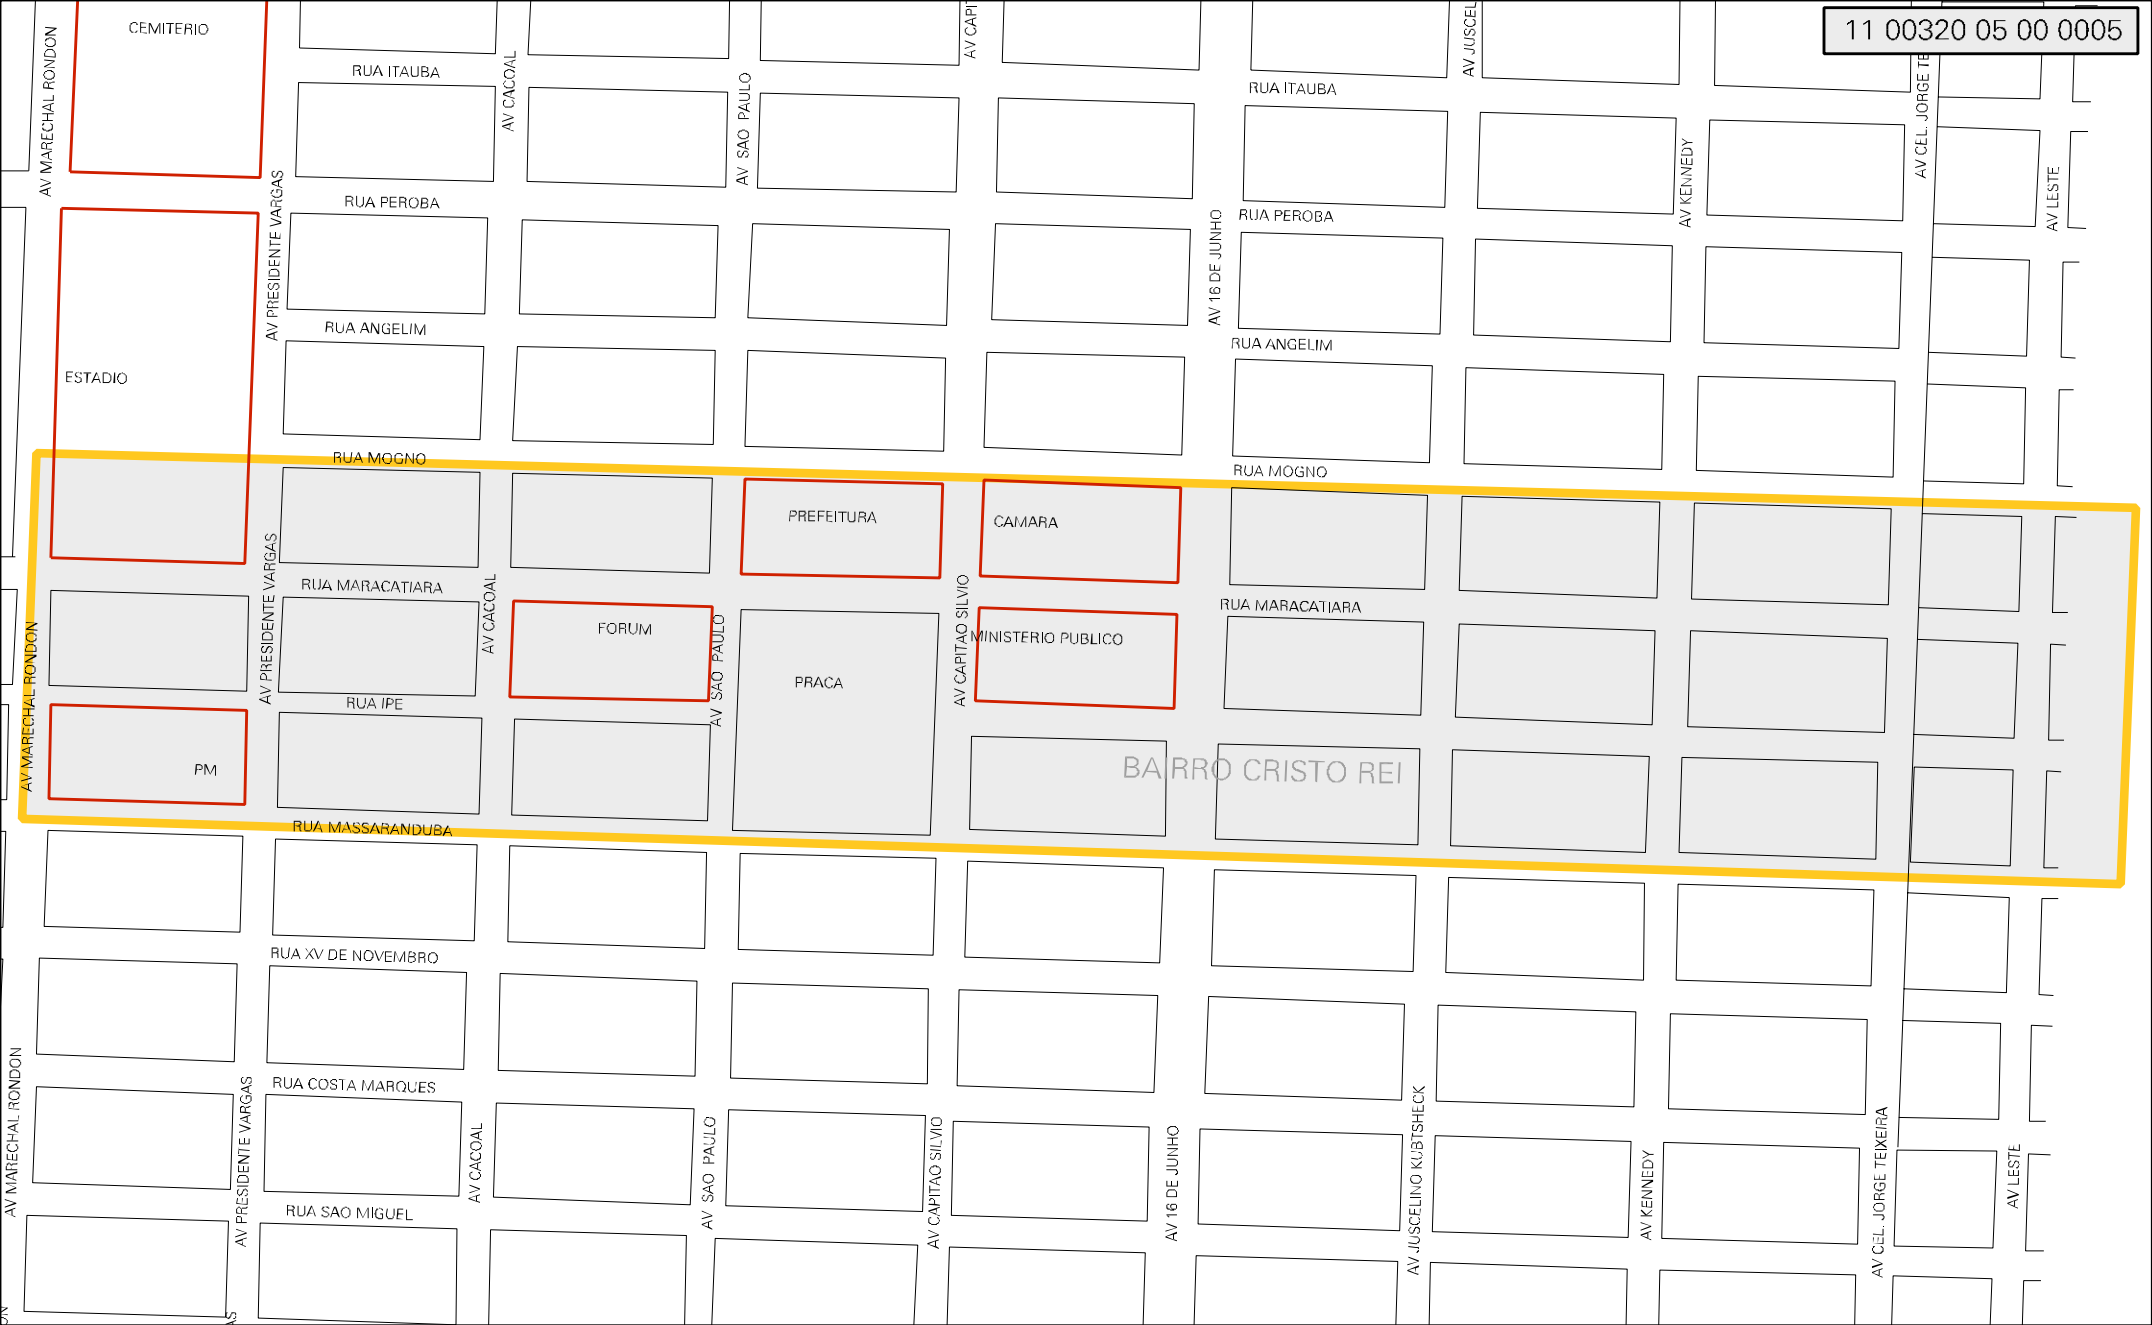 11 00320 05 00 0005
CEMITERIO
AV MARECHAL RONDON
RUA ITAUBA
AV CACOAL
AV SAO PAULO
AV CAPI
AV JUSCEL
RUA ITAUBA
AV CEL. JORGE TE
AV KENNEDY
AV LESTE
AV PRESIDENTE VARGAS
RUA PEROBA
RUA PEROBA
AV 16 DE JUNHO
RUA ANGELIM
RUA ANGELIM
ESTADIO
RUA MOGNO
RUA MOGNO
PREFEITURA
CAMARA
AV PRESIDENTE VARGAS
RUA MARACATIARA
AV CACOAL
AV CAPITAO SILVIO
RUA MARACATIARA
FORUM
AV SAO PAULO
MINISTERIO PUBLICO
AV MARECHAL RONDON
PRACA
RUA IPE
PM
BAIRRO CRISTO REI
RUA MASSARANDUBA
RUA XV DE NOVEMBRO
AV MARECHAL RONDON
AV PRESIDENTE VARGAS
RUA COSTA MARQUES
AV CACOAL
AV SAO PAULO
AV CAPITAO SILVIO
AV 16 DE JUNHO
AV JUSCELINO KUBTSHECK
AV KENNEDY
AV CEL. JORGE TEIXEIRA
AV LESTE
RUA SAO MIGUEL